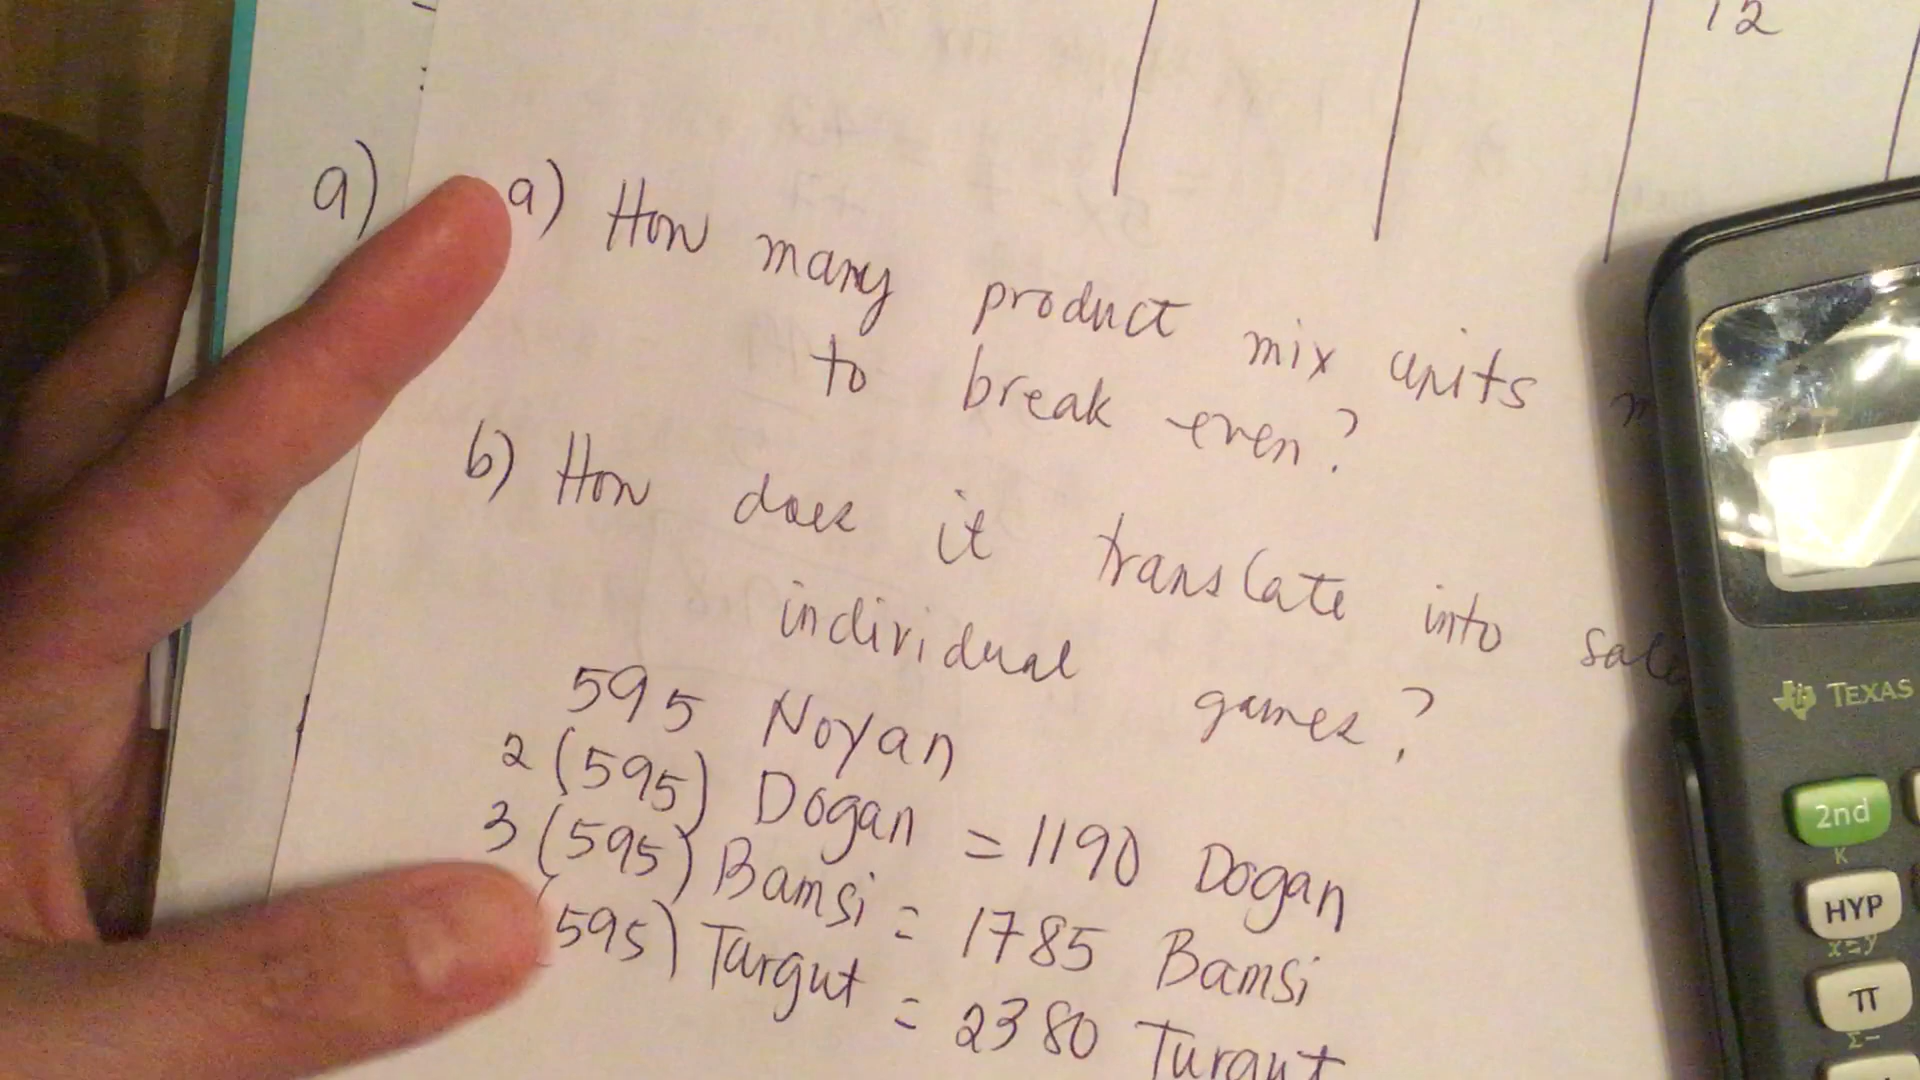 12
a) a) How many product mix units
to break even?
b) How does it translate into
individual games?
595 Noyan
2 (595) Dogan = 1190 Dogan
3 (595) Bamsi = 1785 Bamsi
(595) Turgut = 2380 Turgut
TEXAS
2nd
K
HYP
x=y
π
Σ-